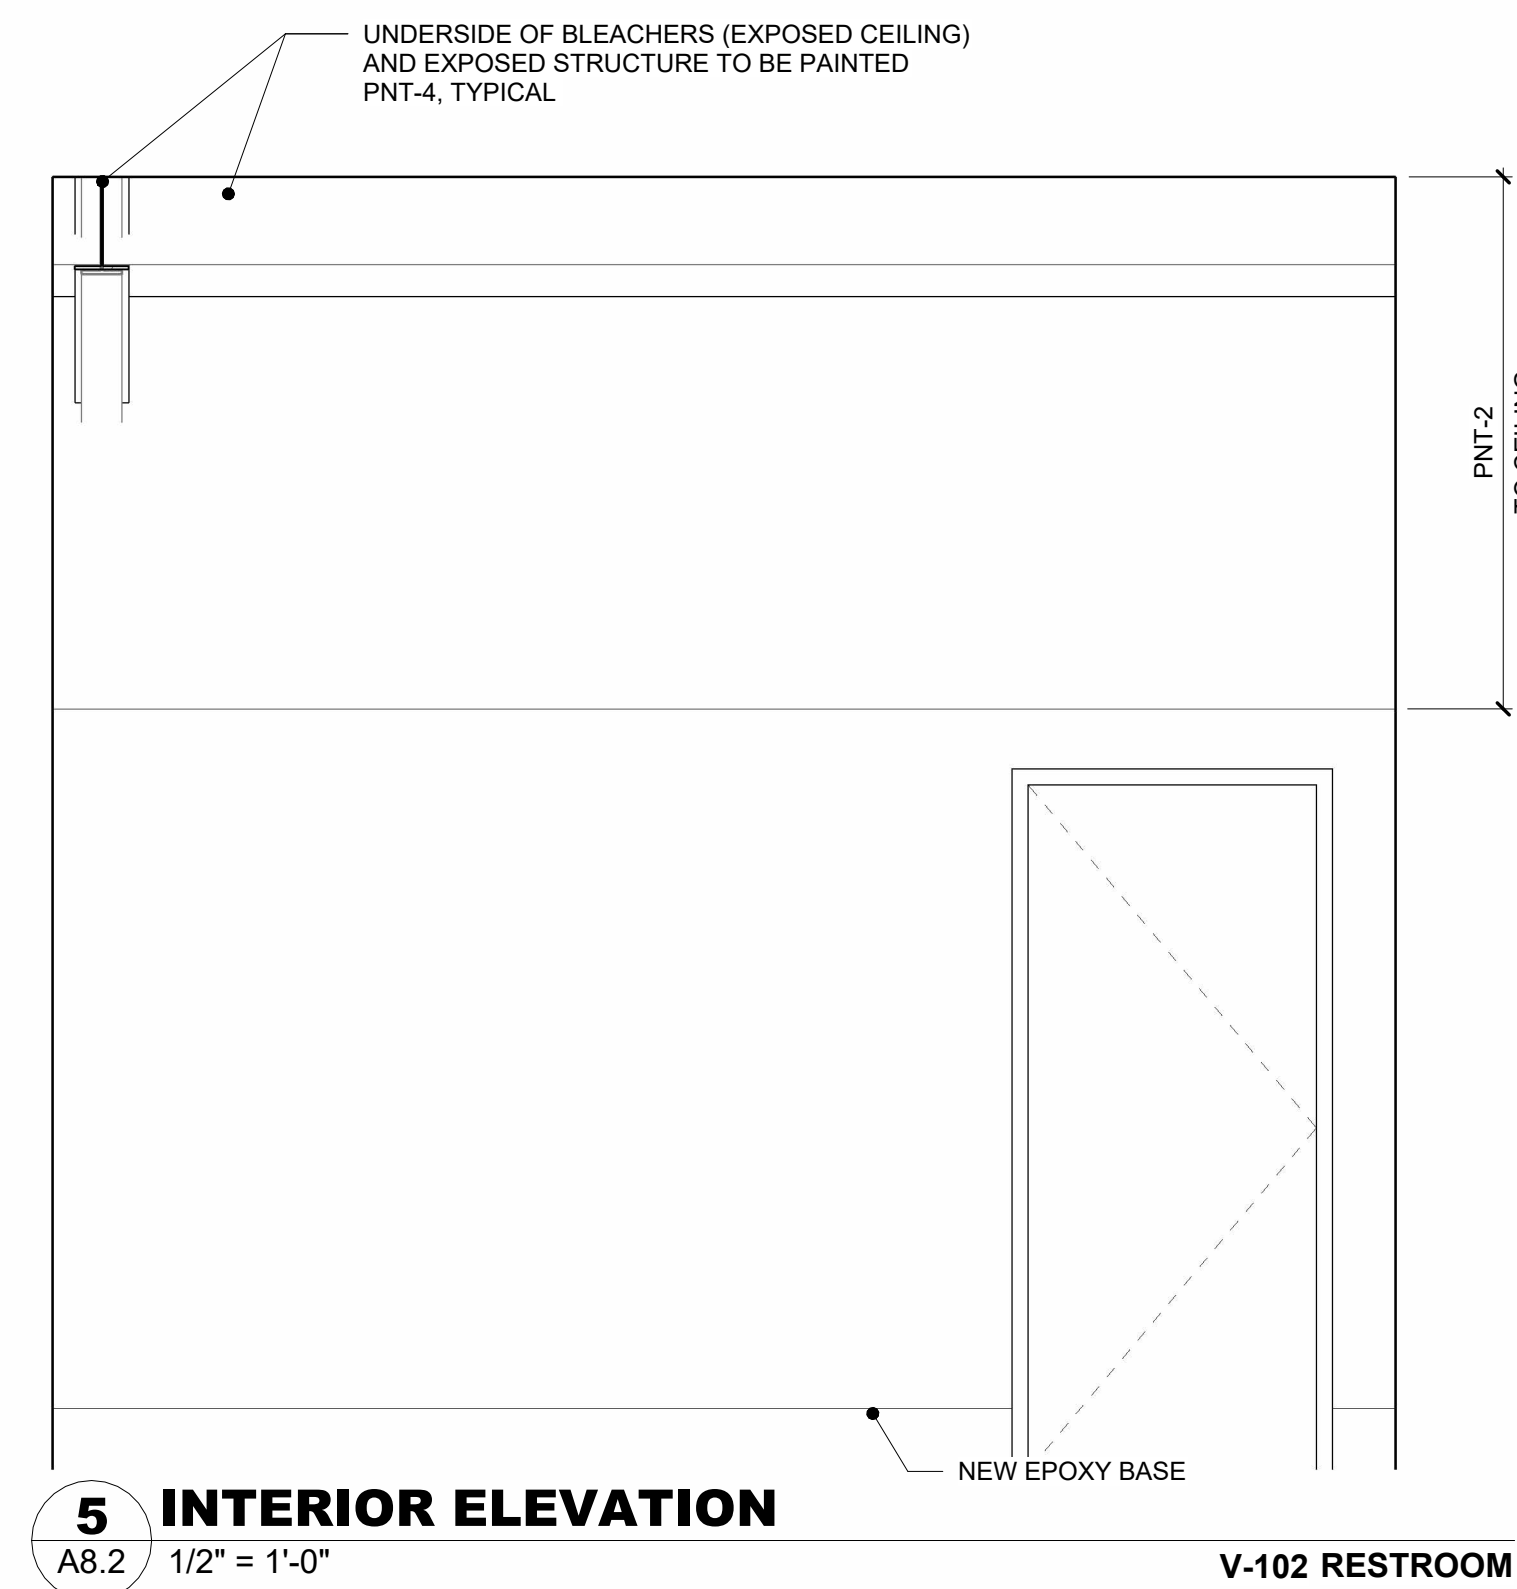 UNDERSIDE OF BLEACHERS (EXPOSED CEILING)
AND EXPOSED STRUCTURE TO BE PAINTED
PNT-4, TYPICAL
PNT-2
NEW EPOXY BASE
5
INTERIOR ELEVATION
A8.2
1/2" = 1'-0"
V-102 RESTROOM